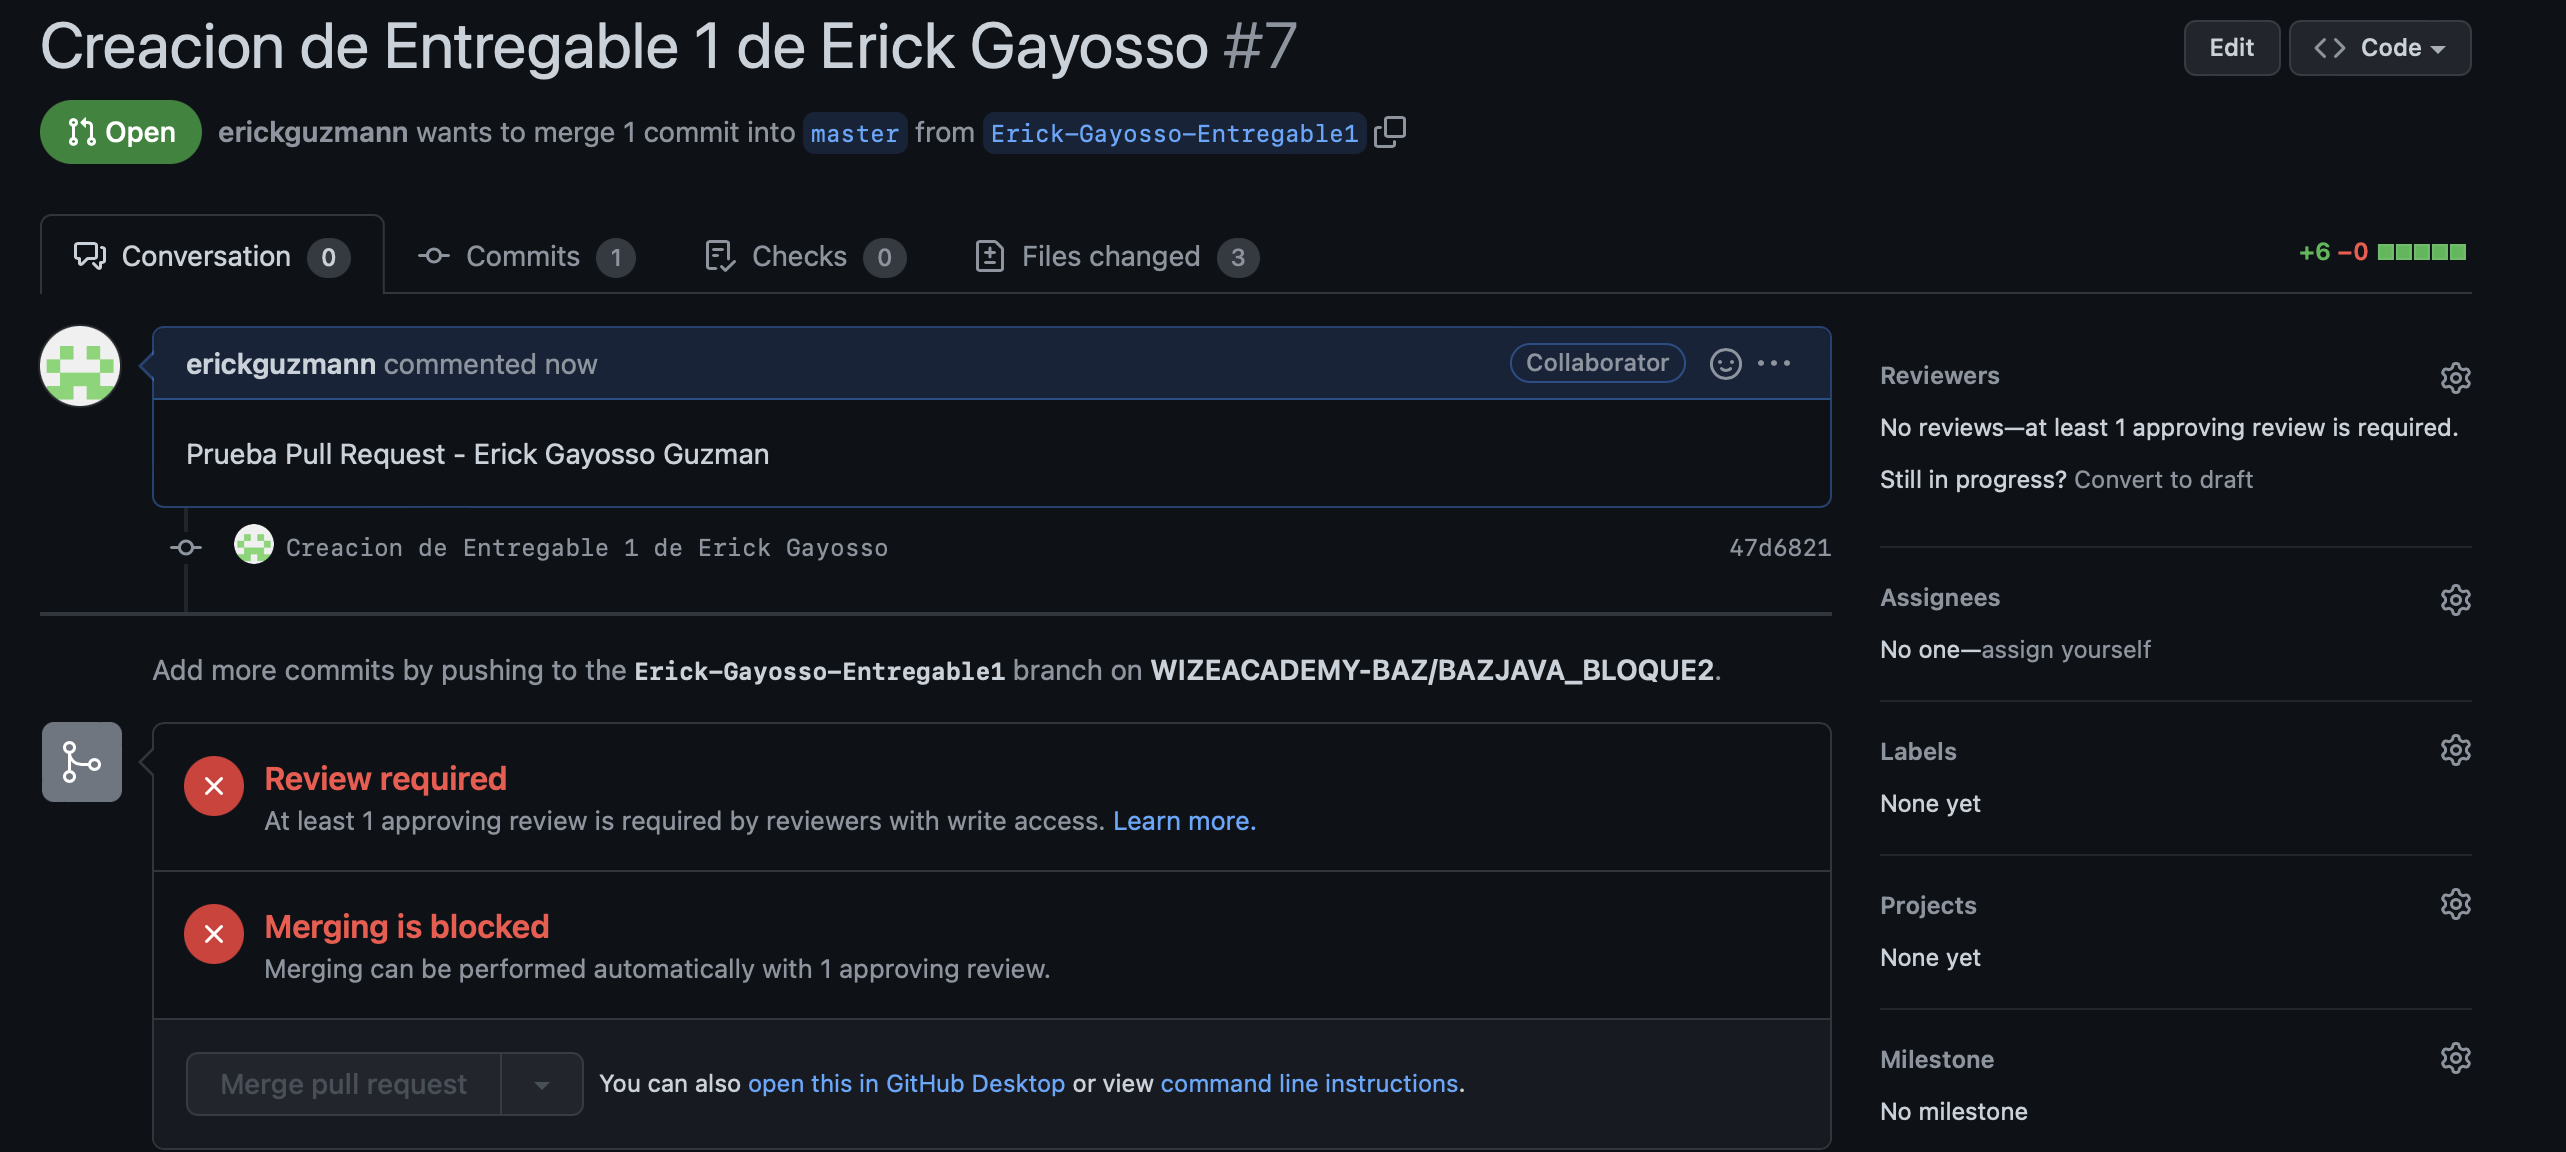 Creacion de Entregable 1 de Erick Gayosso #7
Edit
Code
Open
erickguzmann wants to merge 1 commit into master from Erick-Gayosso-Entregable1
Conversation 0
Commits 1
Checks 0
Files changed 3
+6 −0
erickguzmann commented now
Collaborator
Prueba Pull Request - Erick Gayosso Guzman
Creacion de Entregable 1 de Erick Gayosso
47d6821
Add more commits by pushing to the Erick-Gayosso-Entregable1 branch on WIZEACADEMY-BAZ/BAZJAVA_BLOQUE2.
Review required
At least 1 approving review is required by reviewers with write access. Learn more.
Merging is blocked
Merging can be performed automatically with 1 approving review.
Merge pull request
You can also open this in GitHub Desktop or view command line instructions.
Reviewers
No reviews—at least 1 approving review is required.
Still in progress? Convert to draft
Assignees
No one—assign yourself
Labels
None yet
Projects
None yet
Milestone
No milestone